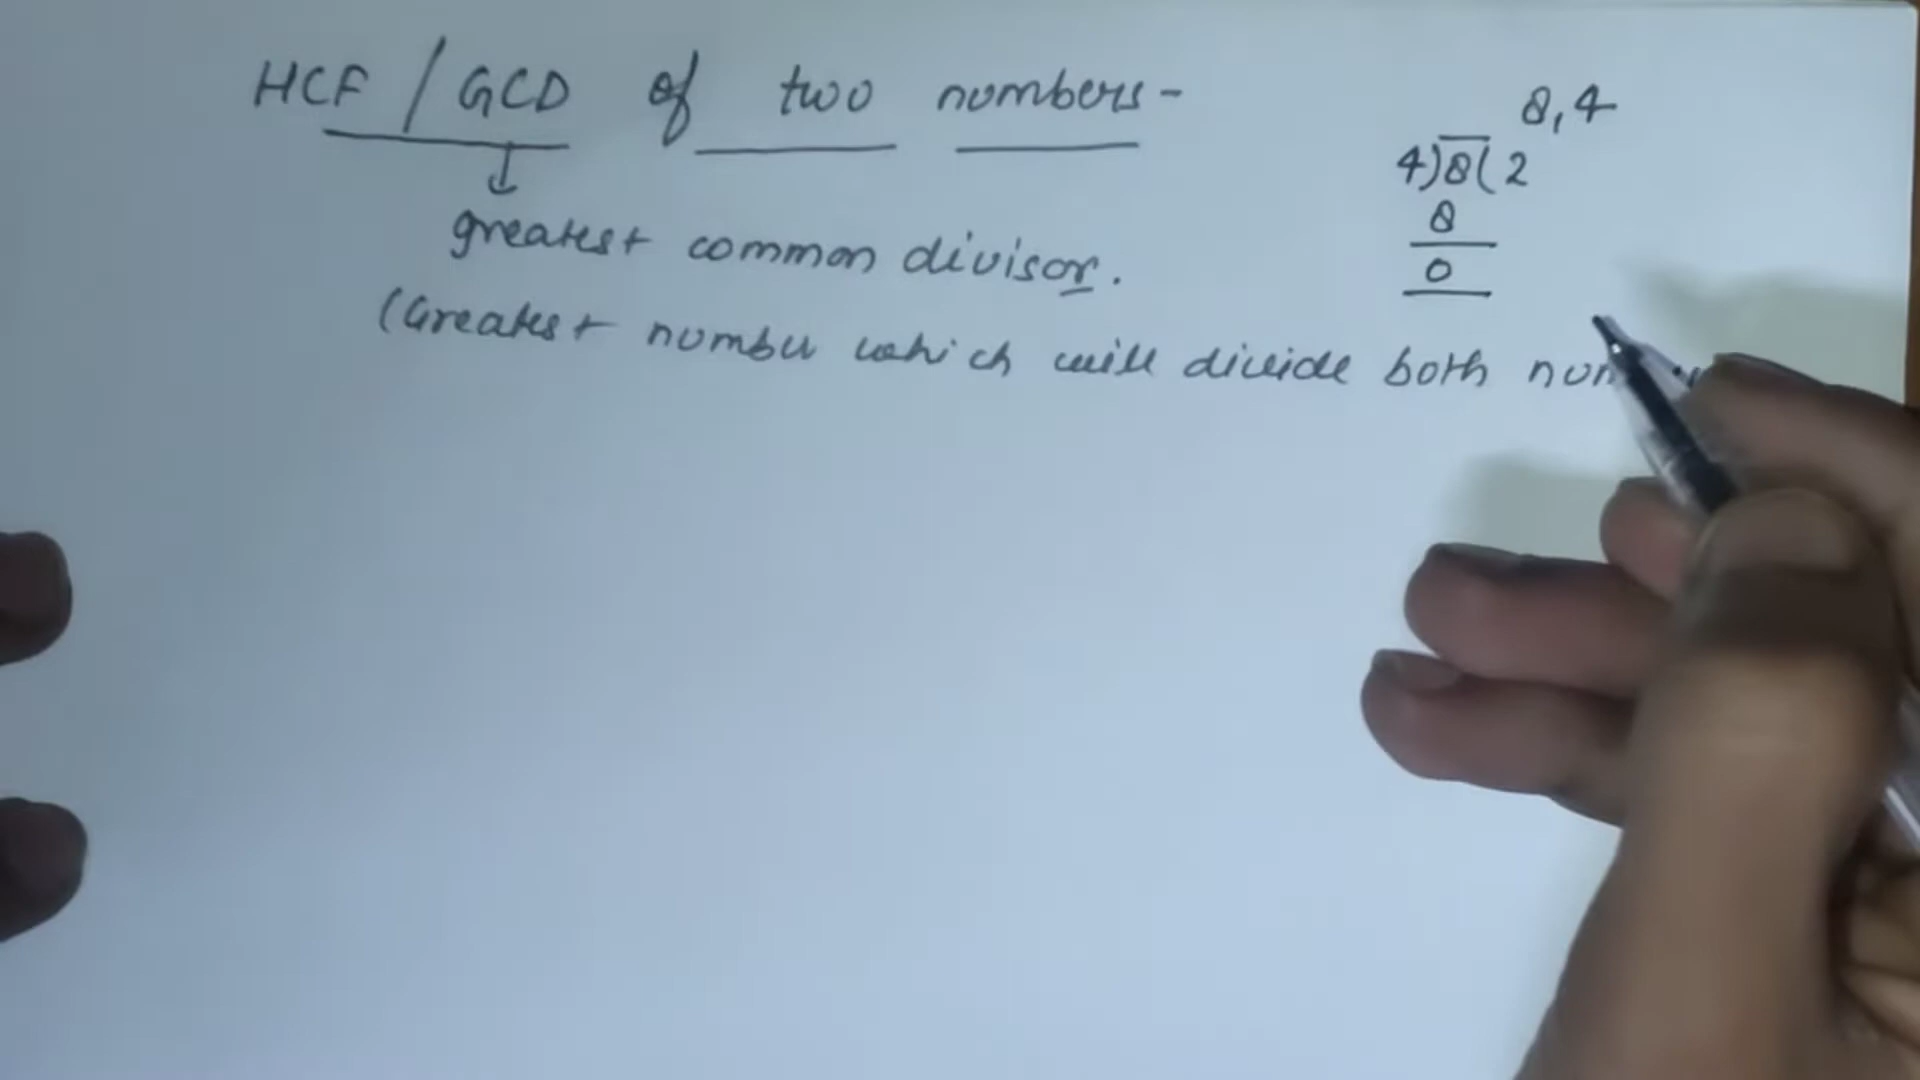 HCF / GCD of two numbers -
greatest common divisor.
(Greatest number which will divide both
8, 4
4)8(2
8
0